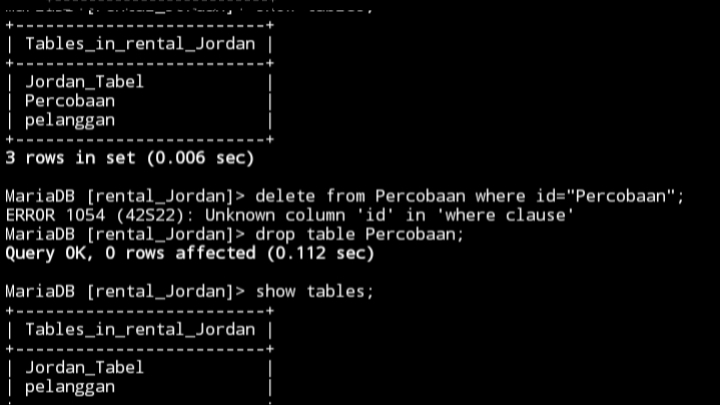 +-------------------------+
| Tables_in_rental_Jordan |
+-------------------------+
| Jordan_Tabel |
| Percobaan |
| pelanggan |
+-------------------------+
3 rows in set (0.006 sec)
MariaDB [rental_Jordan]> delete from Percobaan where id="Percobaan";
ERROR 1054 (42S22): Unknown column 'id' in 'where clause'
MariaDB [rental_Jordan]> drop table Percobaan;
Query OK, 0 rows affected (0.112 sec)
MariaDB [rental_Jordan]> show tables;
+-------------------------+
| Tables_in_rental_Jordan |
+-------------------------+
| Jordan_Tabel |
| pelanggan |